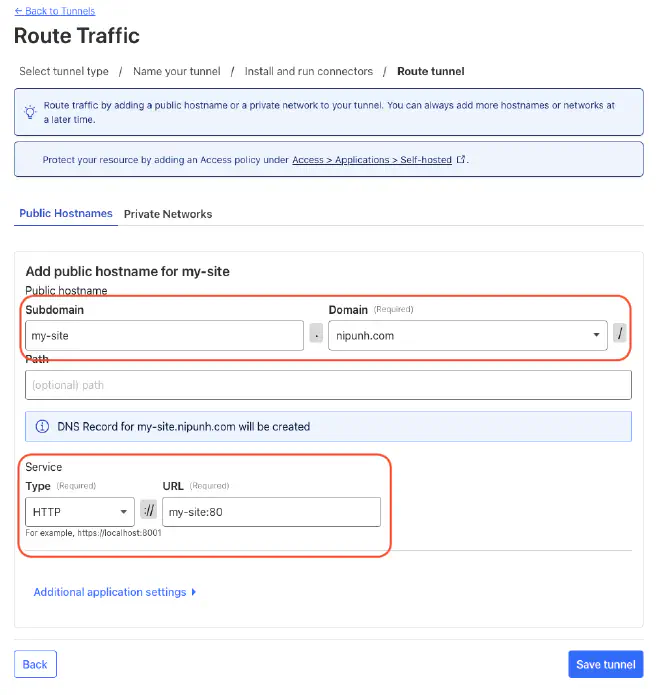 ← Back to Tunnels
Route Traffic
Select tunnel type / Name your tunnel / Install and run connectors / Route tunnel
Route traffic by adding a public hostname or a private network to your tunnel. You can always add more hostnames or networks at
a later time.
Protect your resource by adding an Access policy under Access > Applications > Self-hosted .
Public Hostnames Private Networks
Add public hostname for my-site
Public hostname
Subdomain Domain (Required)
my-site . nipunh.com /
Path
(optional) path
DNS Record for my-site.nipunh.com will be created
Service
Type (Required) URL (Required)
HTTP :// my-site:80
For example, https://localhost:8001
Additional application settings
Back Save tunnel